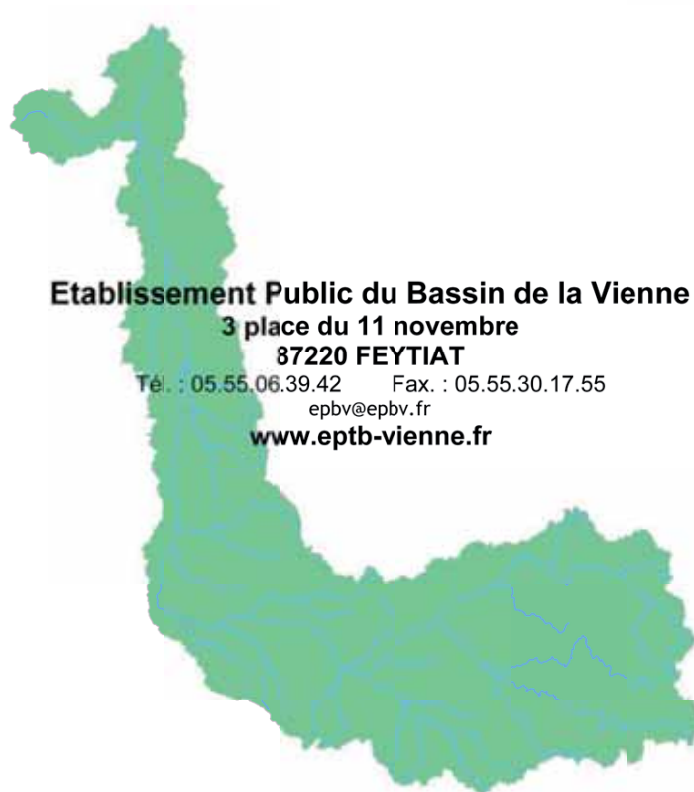 Etablissement Public du Bassin de la Vienne
3 place du 11 novembre
87220 FEYTIAT
Tél. : 05.55.06.39.42 Fax. : 05.55.30.17.55
epbv@epbv.fr
www.eptb-vienne.fr